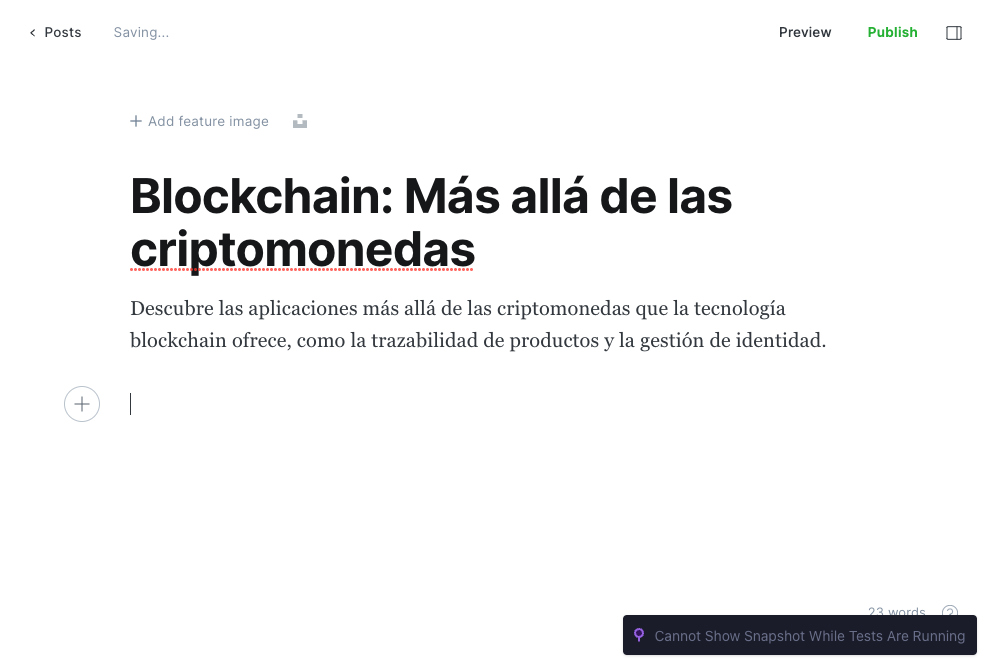 Posts
Saving...
Preview
Publish
Add feature image
Blockchain: Más allá de las
criptomonedas
Descubre las aplicaciones más allá de las criptomonedas que la tecnología
blockchain ofrece, como la trazabilidad de productos y la gestión de identidad.
23 words
Cannot Show Snapshot While Tests Are Running